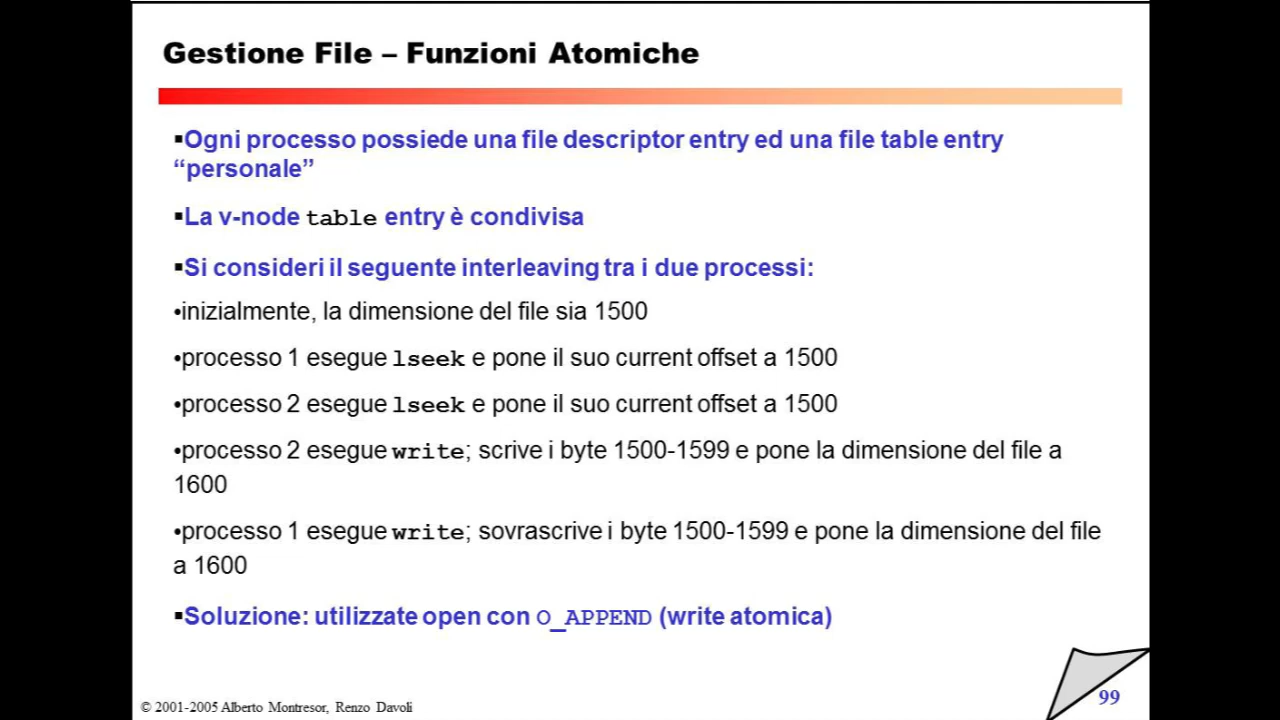 Gestione File – Funzioni Atomiche
▪Ogni processo possiede una file descriptor entry ed una file table entry
“personale”
▪La v-node table entry è condivisa
▪Si consideri il seguente interleaving tra i due processi:
•inizialmente, la dimensione del file sia 1500
•processo 1 esegue lseek e pone il suo current offset a 1500
•processo 2 esegue lseek e pone il suo current offset a 1500
•processo 2 esegue write; scrive i byte 1500-1599 e pone la dimensione del file a
1600
•processo 1 esegue write; sovrascrive i byte 1500-1599 e pone la dimensione del file
a 1600
▪Soluzione: utilizzate open con O_APPEND (write atomica)
© 2001-2005 Alberto Montresor, Renzo Davoli
99